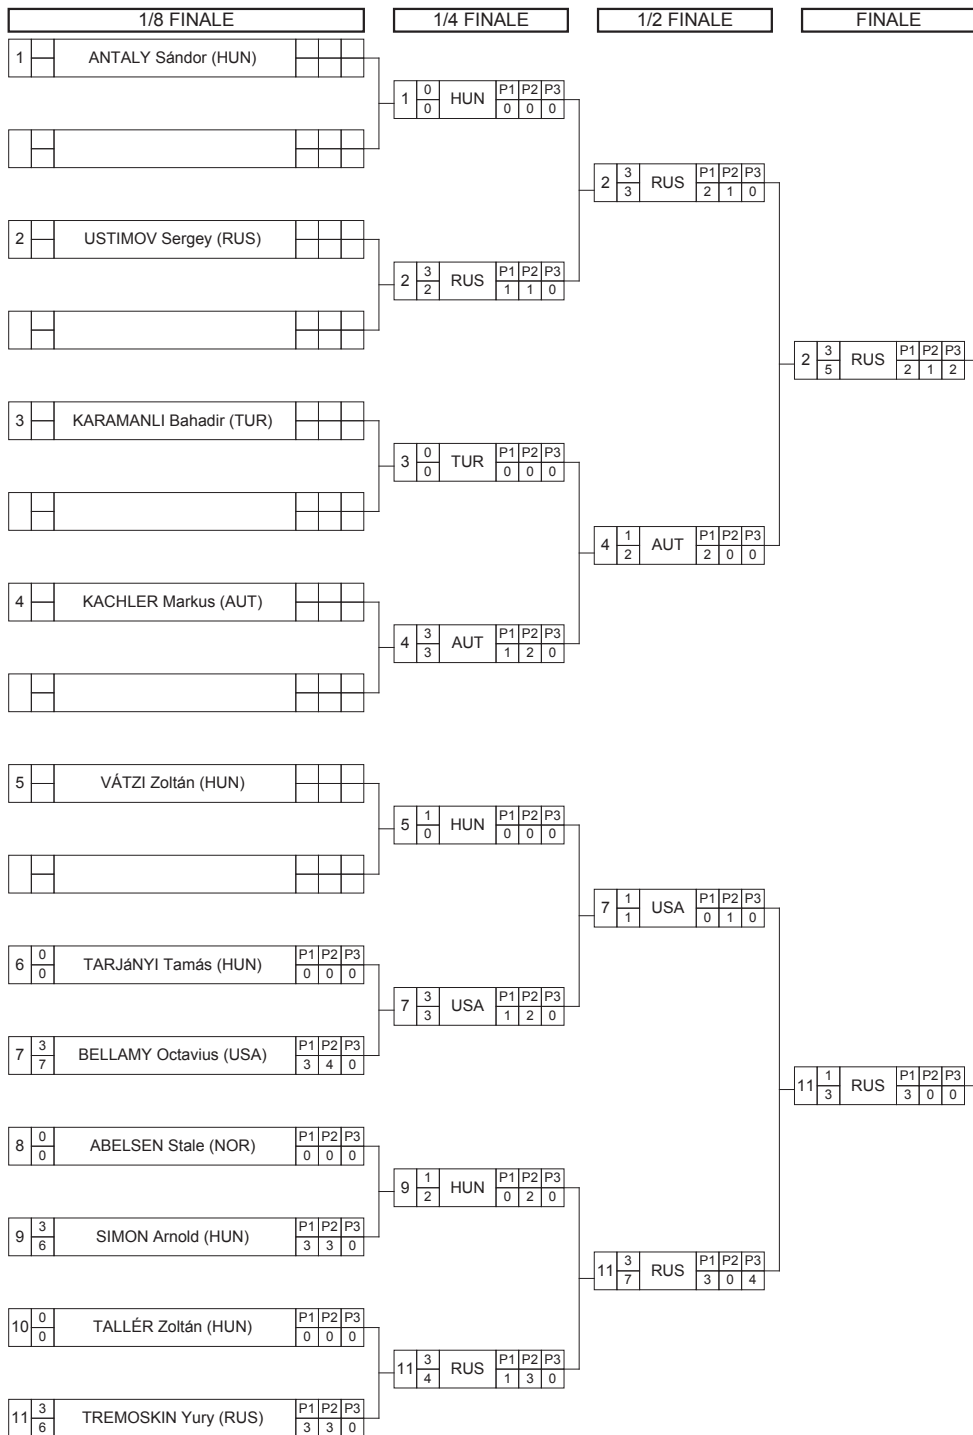 1/8 FINALE 1/4 FINALE 1/2 FINALE FINALE
1 ANTALY Sándor (HUN)
0 P1 P2 P3
1 HUN
0 0 0 0
3 P1 P2 P3
2 RUS
3 2 1 0
2 USTIMOV Sergey (RUS)
3 P1 P2 P3
2 RUS
2 1 1 0
3 P1 P2 P3
2 RUS
5 2 1 2
3 KARAMANLI Bahadir (TUR)
0 P1 P2 P3
3 TUR
0 0 0 0
1 P1 P2 P3
4 AUT
2 2 0 0
4 KACHLER Markus (AUT)
3 P1 P2 P3
4 AUT
3 1 2 0
5 VÁTZI Zoltán (HUN)
1 P1 P2 P3
5 HUN
0 0 0 0
1 P1 P2 P3
7 USA
1 0 1 0
0 P1 P2 P3
6 TARJáNYI Tamás (HUN)
0 0 0 0
3 P1 P2 P3
7 USA
3 1 2 0
3 P1 P2 P3
7 BELLAMY Octavius (USA)
7 3 4 0
1 P1 P2 P3
11 RUS
3 3 0 0
0 P1 P2 P3
8 ABELSEN Stale (NOR)
0 0 0 0
1 P1 P2 P3
9 HUN
2 0 2 0
3 P1 P2 P3
9 SIMON Arnold (HUN)
6 3 3 0
3 P1 P2 P3
11 RUS
7 3 0 4
0 P1 P2 P3
10 TALLÉR Zoltán (HUN)
0 0 0 0
3 P1 P2 P3
11 RUS
4 1 3 0
3 P1 P2 P3
11 TREMOSKIN Yury (RUS)
6 3 3 0